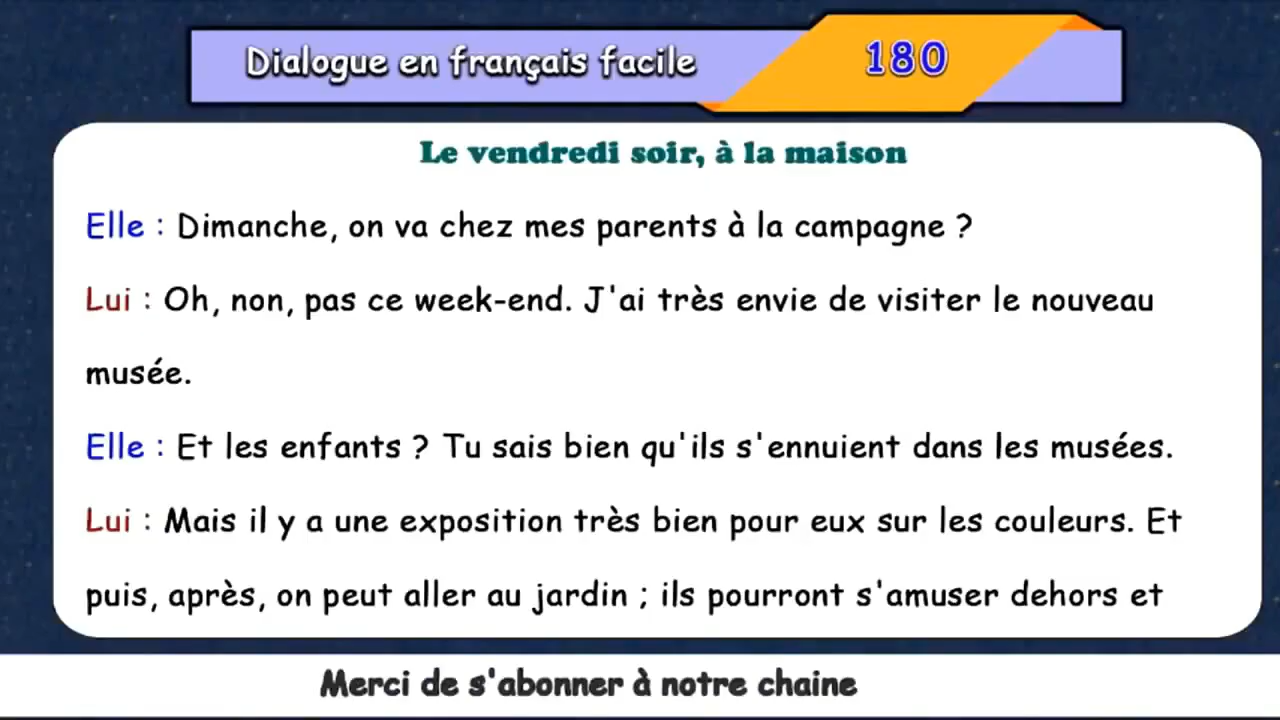 Dialogue en français facile 180
Le vendredi soir, à la maison
Elle : Dimanche, on va chez mes parents à la campagne ?
Lui : Oh, non, pas ce week-end. J'ai très envie de visiter le nouveau
musée.
Elle : Et les enfants ? Tu sais bien qu'ils s'ennuient dans les musées.
Lui : Mais il y a une exposition très bien pour eux sur les couleurs. Et
puis, après, on peut aller au jardin ; ils pourront s'amuser dehors et
Merci de s'abonner à notre chaine